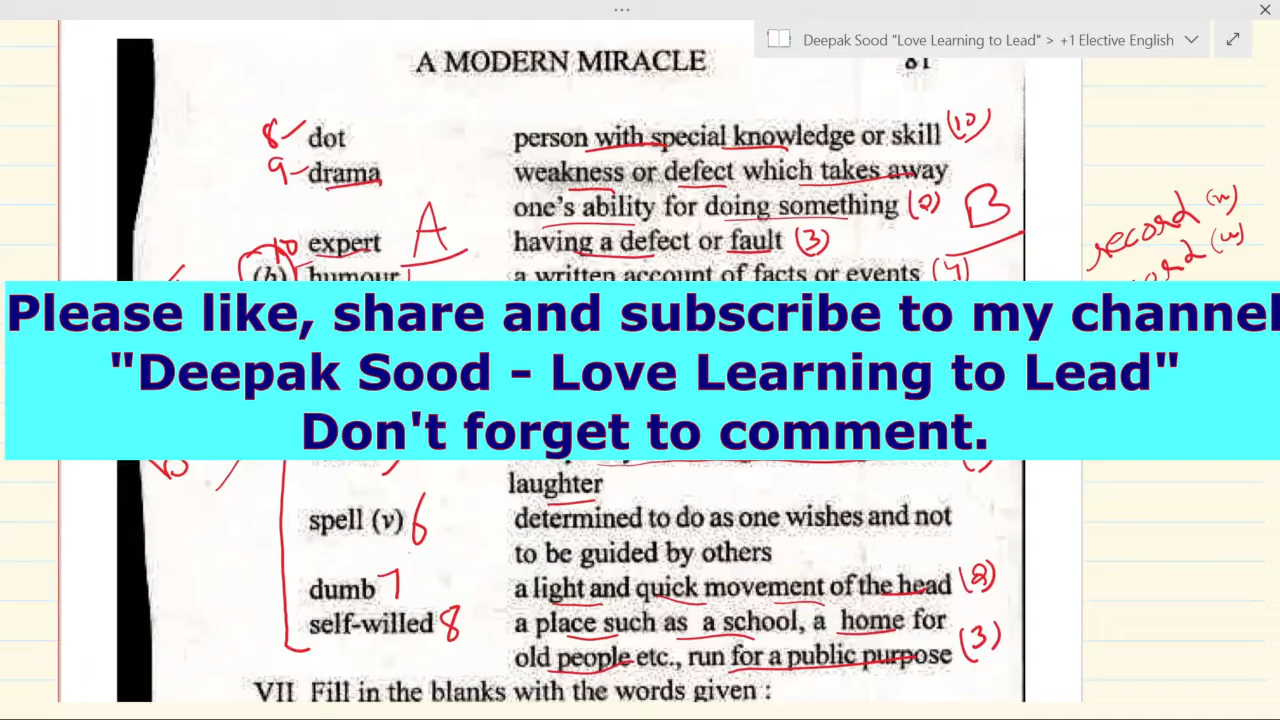 Deepak Sood "Love Learning to Lead" > +1 Elective English
A MODERN MIRACLE 81
8 dot person with special knowledge or skill (10)
9 drama weakness or defect which takes away
one's ability for doing something (2) B
10 expert A having a defect or fault (3)
(b) humour a written account of facts or events (4)
record (n)
Please like, share and subscribe to my channel
"Deepak Sood - Love Learning to Lead"
Don't forget to comment.
laughter
spell (v) 6 determined to do as one wishes and not
to be guided by others
dumb 7 a light and quick movement of the head (2)
self-willed 8 a place such as a school, a home for
old people etc., run for a public purpose (3)
VII Fill in the blanks with the words given :